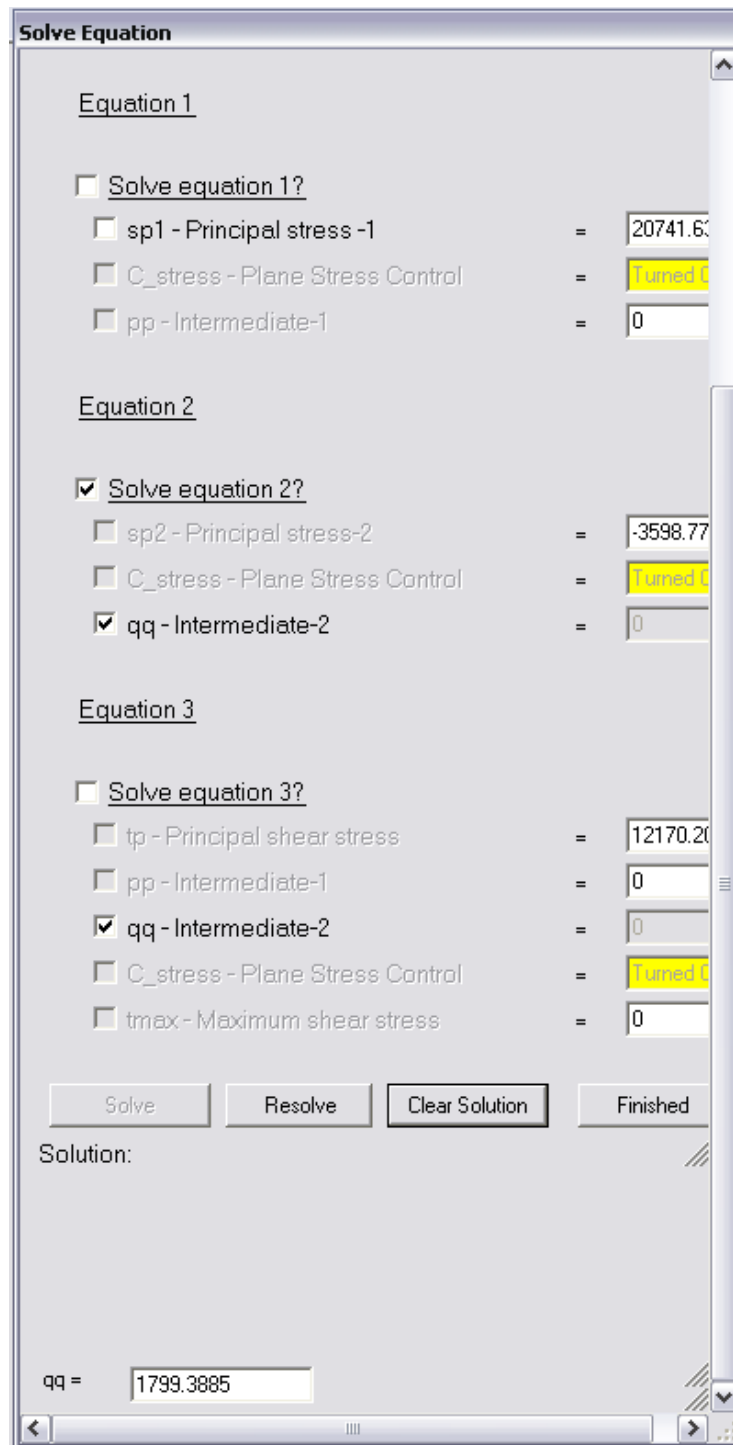 Solve Equation
Equation 1
Solve equation 1?
sp1 - Principal stress -1 = 20741.63
C_stress - Plane Stress Control = Turned
pp - Intermediate-1 = 0
Equation 2
Solve equation 2?
sp2 - Principal stress-2 = -3598.77
C_stress - Plane Stress Control = Turned
qq - Intermediate-2 = 0
Equation 3
Solve equation 3?
tp - Principal shear stress = 12170.20
pp - Intermediate-1 = 0
qq - Intermediate-2 = 0
C_stress - Plane Stress Control = Turned
tmax - Maximum shear stress = 0
Solve Resolve Clear Solution Finished
Solution:
qq = 1799.3885